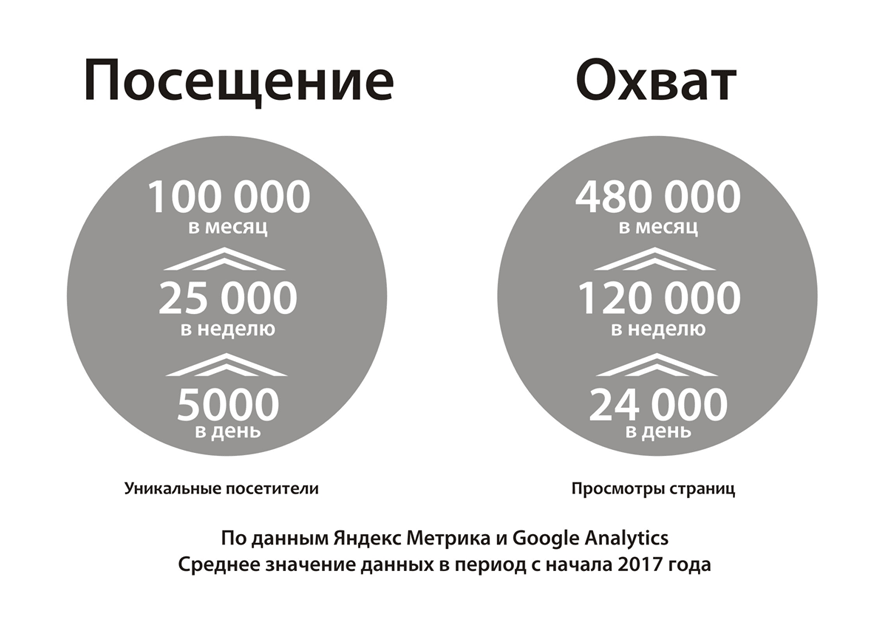 Посещение
100 000
в месяц
25 000
в неделю
5000
в день
Уникальные посетители
Охват
480 000
в месяц
120 000
в неделю
24 000
в день
Просмотры страниц
По данным Яндекс Метрика и Google Analytics
Среднее значение данных в период с начала 2017 года